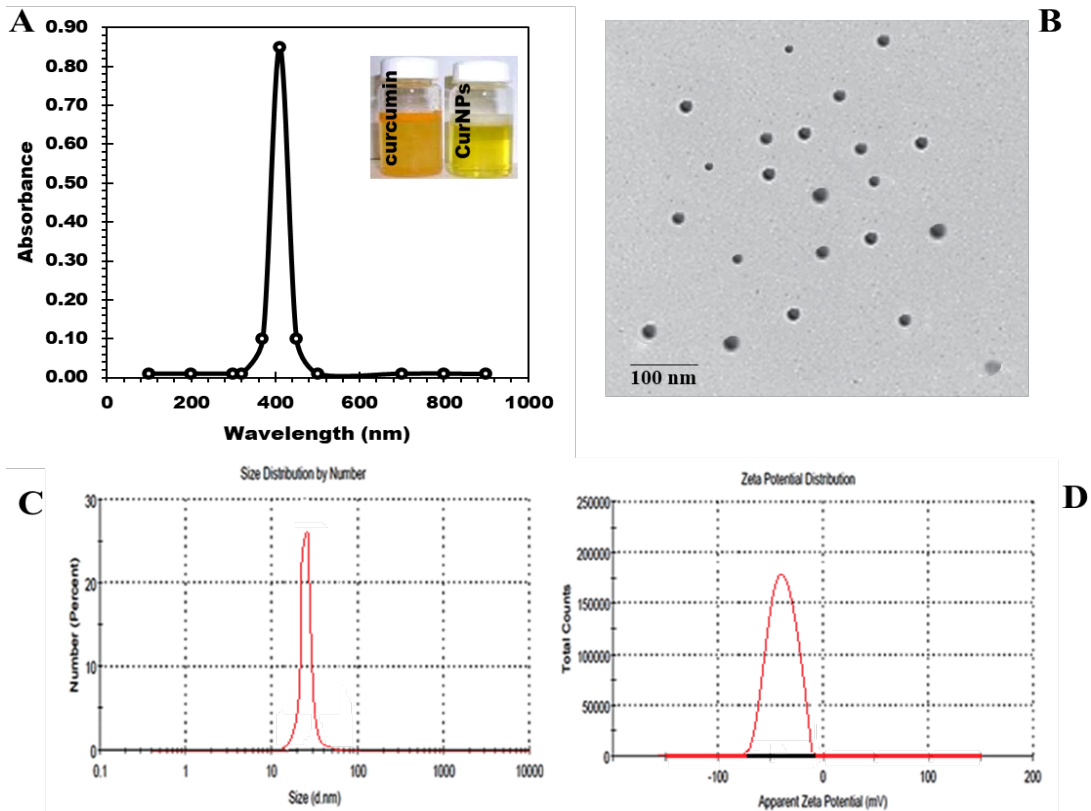 A
0.90
0.80
0.70
0.60
0.50
0.40
0.30
0.20
0.10
0.00
Absorbance
0 200 400 600 800 1000
Wavelength (nm)
curcumin
CurNPs
B
100 nm
C
Size Distribution by Number
30
20
10
0
Number (Percent)
0.1 1 10 100 1000 10000
Size (d.nm)
D
Zeta Potential Distribution
250000
200000
150000
100000
50000
0
Total Counts
-100 0 100 200
Apparent Zeta Potential (mV)